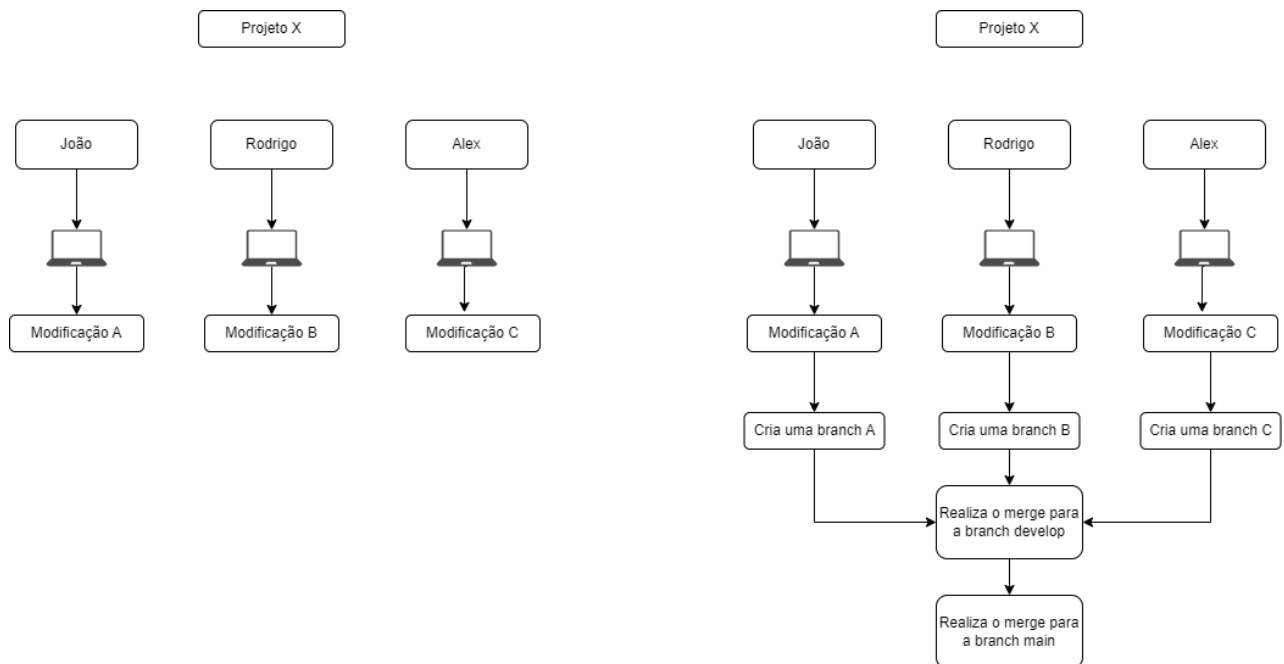 Projeto X
João
Rodrigo
Alex
Modificação A
Modificação B
Modificação C
Projeto X
João
Rodrigo
Alex
Modificação A
Modificação B
Modificação C
Cria uma branch A
Cria uma branch B
Cria uma branch C
Realiza o merge para
a branch develop
Realiza o merge para
a branch main